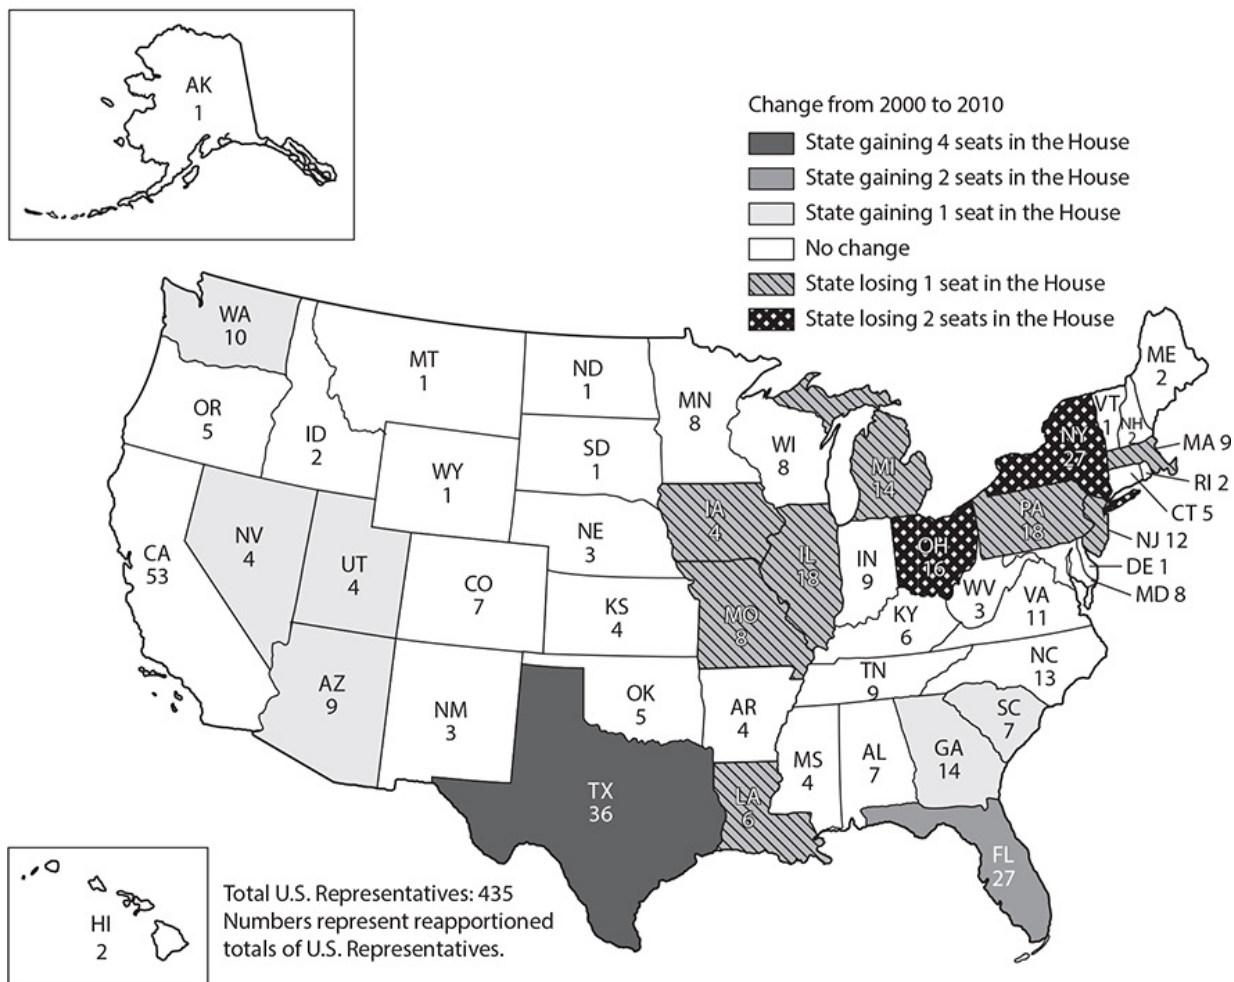 AK
1
Change from 2000 to 2010
State gaining 4 seats in the House
State gaining 2 seats in the House
State gaining 1 seat in the House
No change
State losing 1 seat in the House
State losing 2 seats in the House
WA
10
OR
5
ID
2
MT
1
WY
1
ND
1
SD
1
NE
3
KS
4
MN
8
WI
8
MI
14
IA
4
IL
18
IN
9
OH
16
PA
18
NY
27
VT
1
NH
2
ME
2
MA 9
RI 2
CT 5
NJ 12
DE 1
MD 8
CA
53
NV
4
UT
4
CO
7
AZ
9
NM
3
OK
5
TX
36
MO
8
AR
4
LA
6
KY
6
WV
3
VA
11
TN
9
NC
13
SC
7
MS
4
AL
7
GA
14
FL
27
HI
2
Total U.S. Representatives: 435
Numbers represent reapportioned
totals of U.S. Representatives.